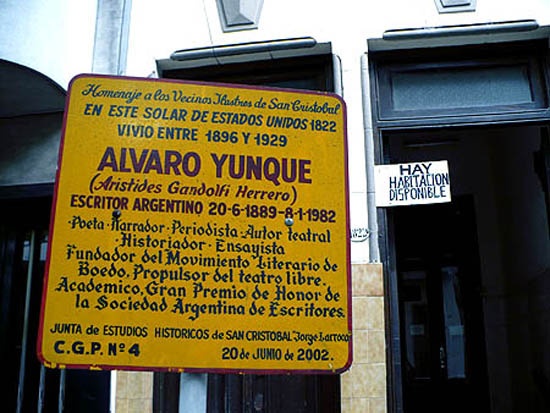 Homenaje a los Vecinos Ilustres de San Cristobal
EN ESTE SOLAR DE ESTADOS UNIDOS 1822
VIVIO ENTRE 1896 Y 1929
ALVARO YUNQUE
(Aristides Gandolfi Herrero)
ESCRITOR ARGENTINO 20-6-1889-8-1-1982
Poeta-Narrador-Periodista-Autor teatral
Historiador-Ensayista
Fundador del Movimiento Literario de
Boedo. Propulsor del teatro libre.
Academico, Gran Premio de Honor de
la Sociedad Argentina de Escritores.
JUNTA DE ESTUDIOS HISTORICOS de SAN CRISTOBAL "Jorge Larroca"
C.G.P. Nº 4 20 de JUNIO de 2002.
HAY
HABITACION
DISPONIBLE